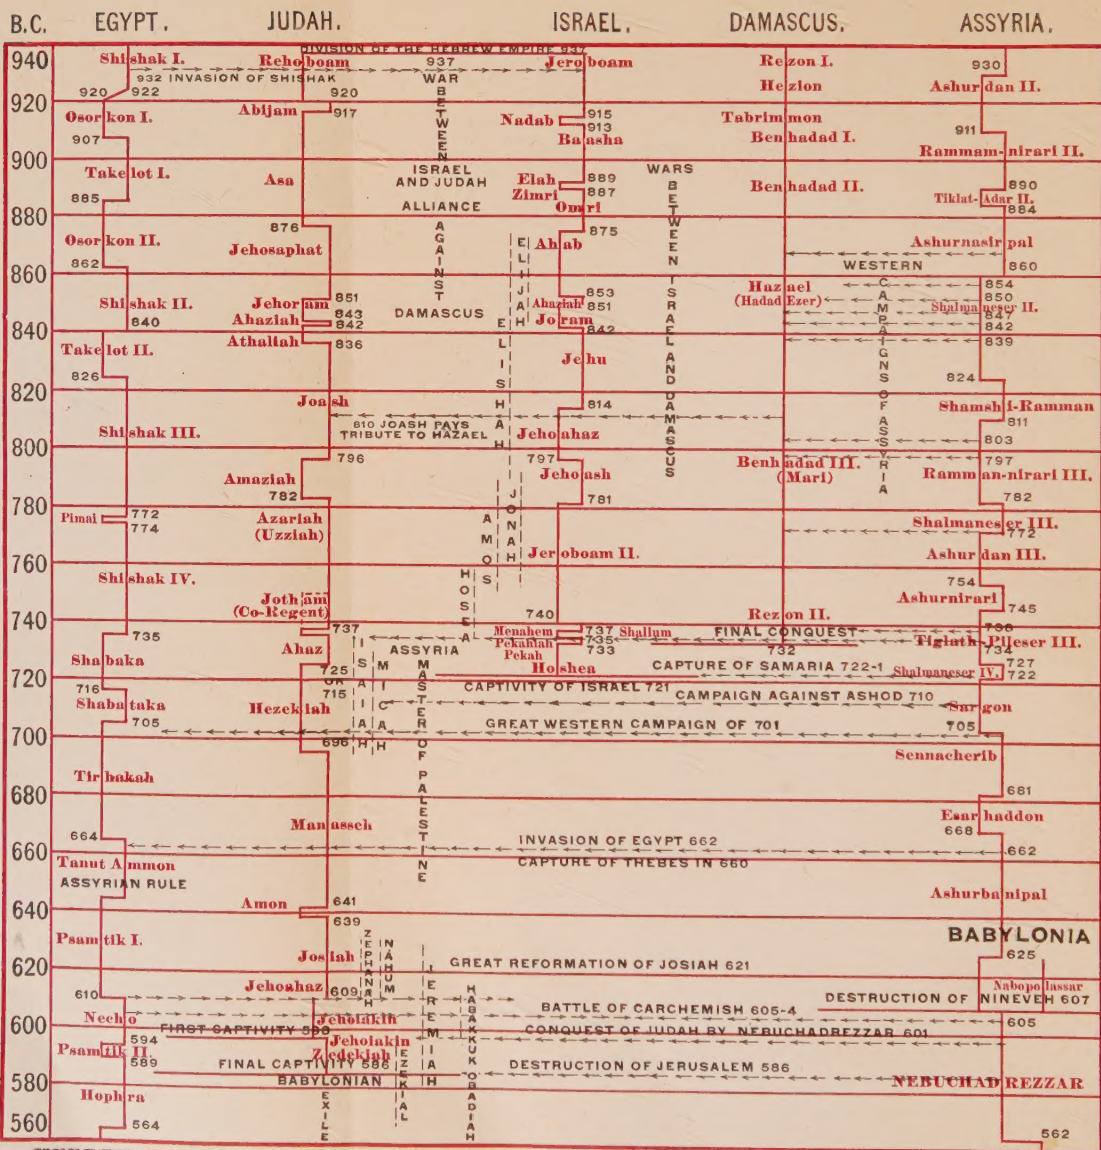 B.C. EGYPT. JUDAH. ISRAEL. DAMASCUS. ASSYRIA.
DIVISION OF THE HEBREW EMPIRE 937
940 Shishak I. Rehoboam 937 Jeroboam Rezon I. 930
932 INVASION OF SHISHAK WAR Hezion Ashurdan II.
920 922 920
920 Abijam 917 BETWEEN 915 Tabrimmon
Osorkon I. Nadab 913 Benhadad I. 911
907 Baasha Rammam-nirari II.
900
Takelot I. Asa ISRAEL AND JUDAH Elah 889 WARS Benhadad II. 890
885 Zimri 887 Tiklat-Adar II.
ALLIANCE Omri 884
880
876 AGAINST 875 BETWEEN ISRAEL AND DAMASCUS
Osorkon II. Jehosaphat ELIJAH Ahab Ashurnasirpal
862 WESTERN 860
860
Hazael 854
Shishak II. Jehoram 851 853 (Hadad Ezer) CAMPAIGNS OF ASSYRIA 850
843 Ahaziah 851 Shalmaneser II.
840 Ahaziah 842 DAMASCUS ELISHAH Joram 847
842 842
840
Takelot II. Athaliah 836 Jehu 839
826 824
820
Joash 814 Shamshi-Ramman
Shishak III. 810 JOASH PAYS TRIBUTE TO HAZAEL Jehoahaz 811
803
800
796 797 Benhadad III. 797
Amaziah Jehoash (Mari) Ramman-nirari III.
782 781 782
780
Pimai 772 Azariah AMOS JONAH Shalmaneser III.
774 (Uzziah) 772
Jeroboam II. Ashurdan III.
760
Shishak IV. HOSEA 754
Jotham Ashurnirari
(Co-Regent) 740 Rezon II. 745
740
737 Menahem 737 Shallum FINAL CONQUEST 738
735 Ahaz ASSYRIA Pekahiah 735 Tiglath-Pileser III.
Shabaka ISAIAH MICAH MASTER OF PALESTINE Pekah 733 732 734
725 Hoshea CAPTURE OF SAMARIA 722-1 727
OR Shalmaneser IV. 722
720
716 715 CAPTIVITY OF ISRAEL 721
Shabataka Hezekiah CAMPAIGN AGAINST ASHOD 710 Sargon
705 GREAT WESTERN CAMPAIGN OF 701 705
700
696 Sennacherib
Tirhakah
680 681
Manasseh Esarhaddon
664 INVASION OF EGYPT 662 668
662
660
Tanut Ammon CAPTURE OF THEBES IN 660
ASSYRIAN RULE Ashurbanipal
640 Amon 641
639
Psamtik I. ZEPHANAH NAHUM BABYLONIA
Josiah JEREMIAH GREAT REFORMATION OF JOSIAH 621 625
620
Jehoahaz HABAKKUK OBADIAH Nabopolassar
610 609 DESTRUCTION OF NINEVEH 607
Necho Jehoiakin BATTLE OF CARCHEMISH 605-4 605
600
FIRST CAPTIVITY 598 CONQUEST OF JUDAH BY NEBUCHADREZZAR 601
594 Jehoiakin
Psamtik II. Zedekiah EZEKIAL
589 FINAL CAPTIVITY 586 DESTRUCTION OF JERUSALEM 586
580 BABYLONIAN NEBUCHADREZZAR
Hophra EXILE
560 564 562